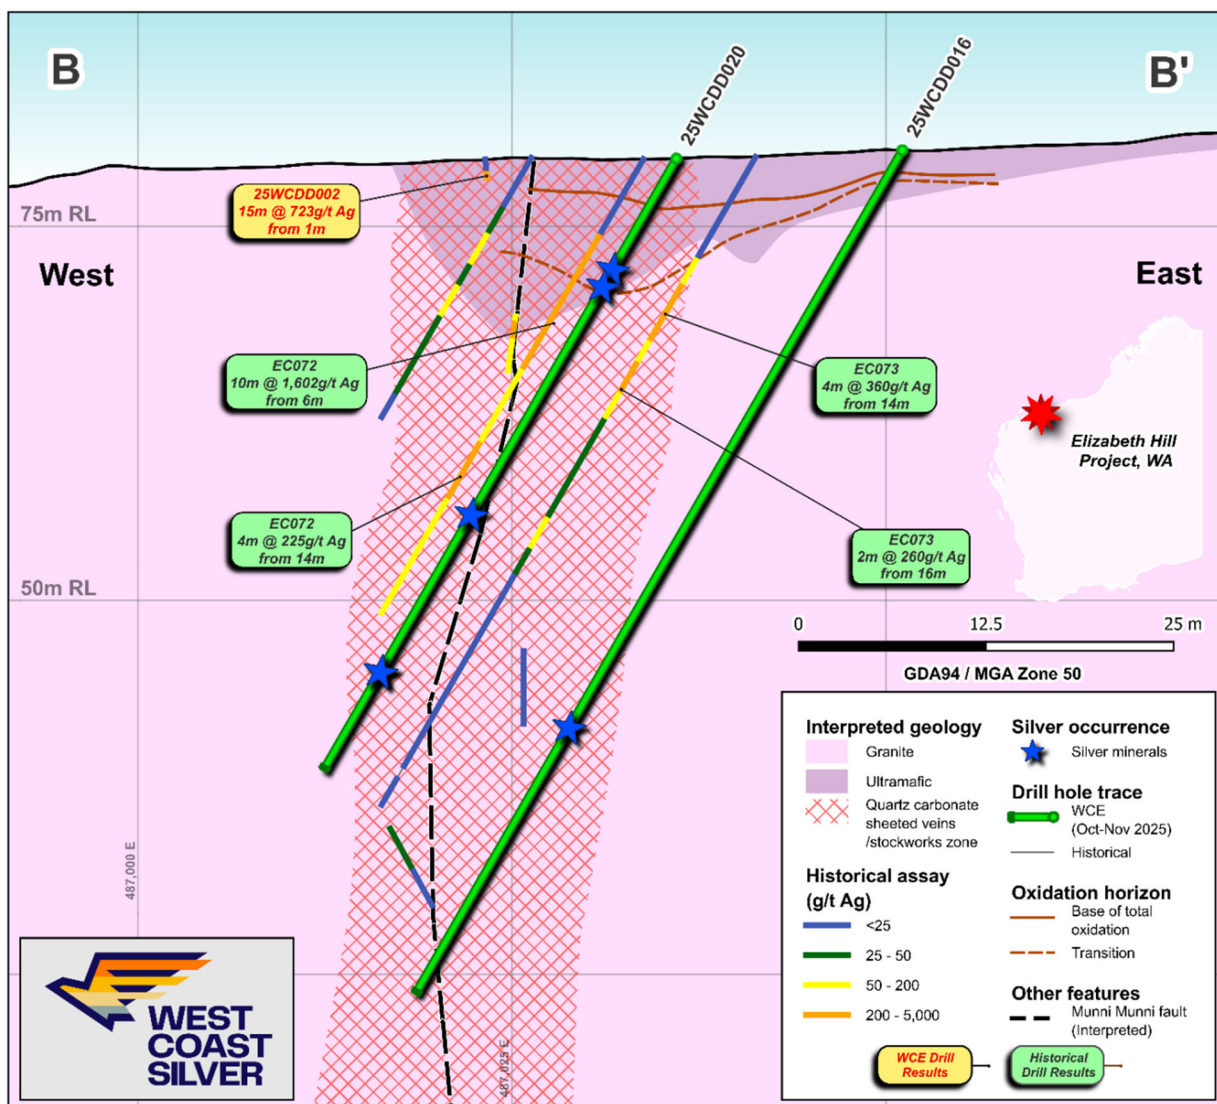 B
B'
25WCDD020
25WCDD016
25WCDD002
15m @ 723g/t Ag
from 1m
75m RL
West
East
EC072
10m @ 1,602g/t Ag
from 6m
EC073
4m @ 360g/t Ag
from 14m
Elizabeth Hill
Project, WA
EC072
4m @ 225g/t Ag
from 14m
EC073
2m @ 260g/t Ag
from 16m
50m RL
0
12.5
25 m
GDA94 / MGA Zone 50
487,000 E
487,025 E
Interpreted geology
Granite
Ultramafic
Quartz carbonate
sheeted veins
/stockworks zone
Historical assay
(g/t Ag)
<25
25 - 50
50 - 200
200 - 5,000
Silver occurrence
Silver minerals
Drill hole trace
WCE
(Oct-Nov 2025)
Historical
Oxidation horizon
Base of total
oxidation
Transition
Other features
Munni Munni fault
(Interpreted)
WCE Drill
Results
Historical
Drill Results
WEST
COAST
SILVER